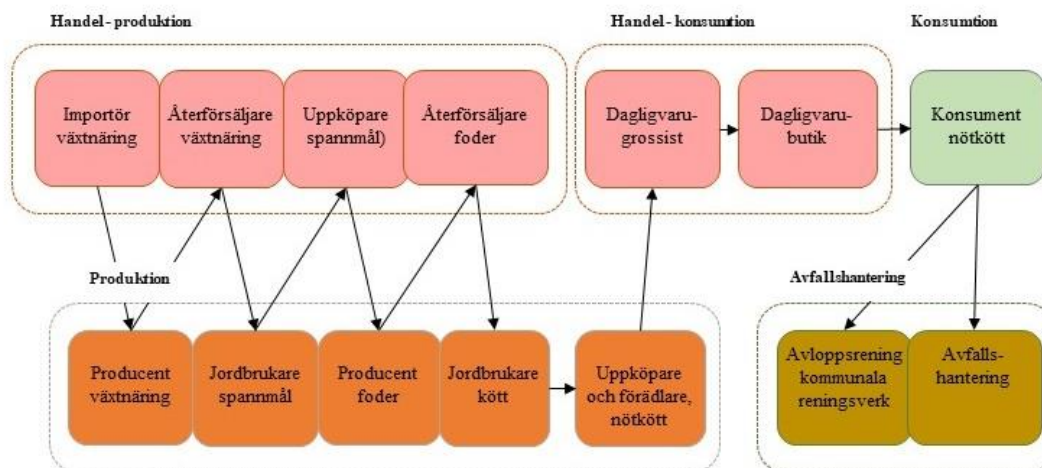 Handel - produktion
Handel - konsumtion
Konsumtion
Importör
växtnäring
Återförsäljare
växtnäring
Uppköpare
spannmål)
Återförsäljare
foder
Dagligvaru-
grossist
Dagligvaru-
butik
Konsument
nötkött
Produktion
Avfallshantering
Producent
växtnäring
Jordbrukare
spannmål
Producent
foder
Jordbrukare
kött
Uppköpare
och förädlare,
nötkött
Avloppsrening
kommunala
reningsverk
Avfalls-
hantering